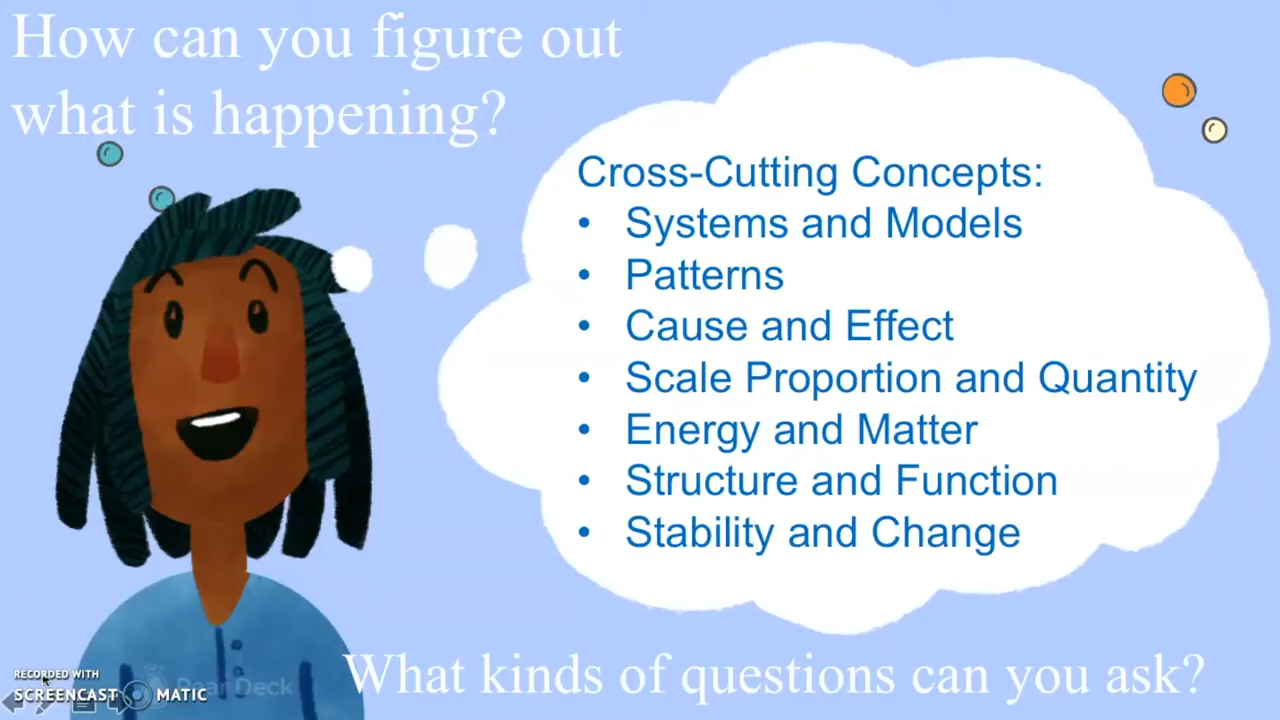 How can you figure out
what is happening?
Cross-Cutting Concepts:
• Systems and Models
• Patterns
• Cause and Effect
• Scale Proportion and Quantity
• Energy and Matter
• Structure and Function
• Stability and Change
What kinds of questions can you ask?
Pear Deck
RECORDED WITH
SCREENCAST MATIC